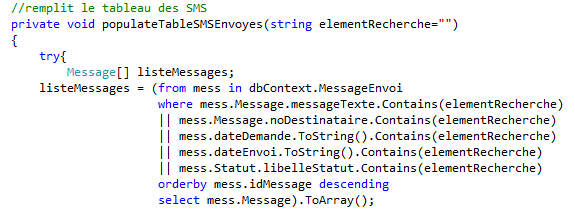 //remplit le tableau des SMS
private void populateTableSMSEnvoyes(string elementRecherche="")
{
try{
Message[] listeMessages;
listeMessages = (from mess in dbContext.MessageEnvoi
where mess.Message.messageTexte.Contains(elementRecherche)
|| mess.Message.noDestinataire.Contains(elementRecherche)
|| mess.dateDemande.ToString().Contains(elementRecherche)
|| mess.dateEnvoi.ToString().Contains(elementRecherche)
|| mess.Statut.libelleStatut.Contains(elementRecherche)
orderby mess.idMessage descending
select mess.Message).ToArray();